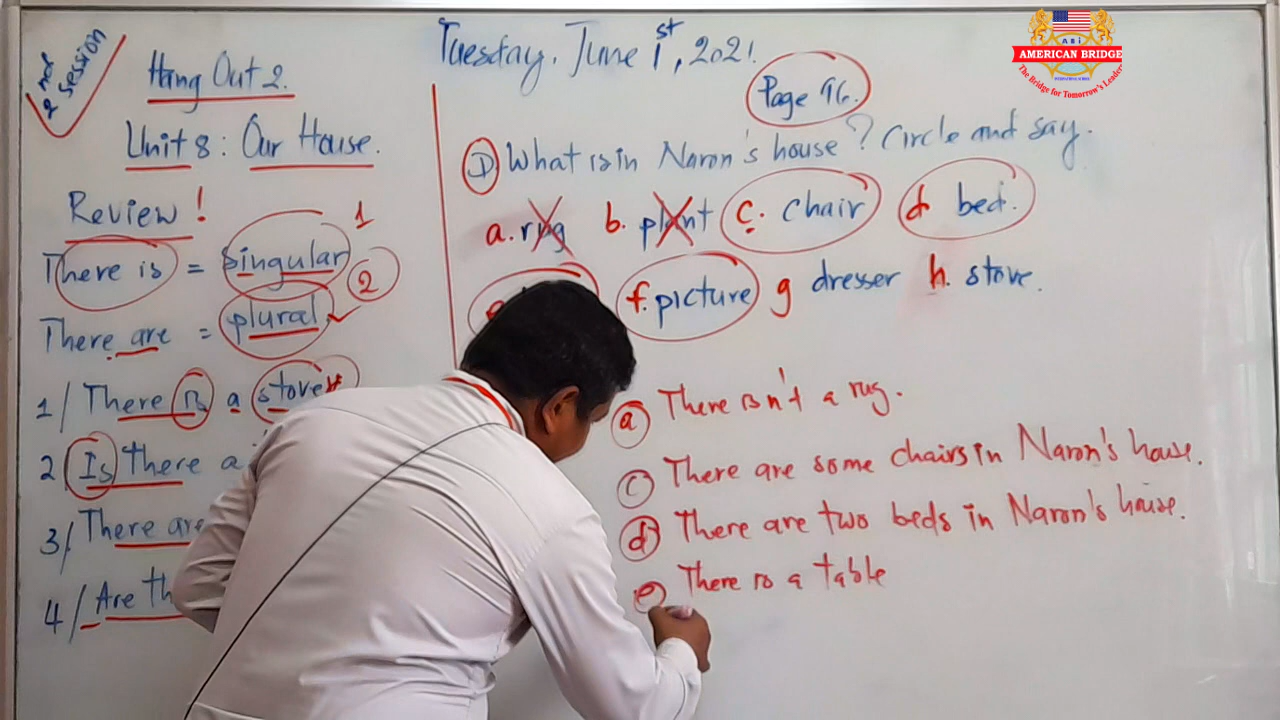 not
2 session
Hang Out 2.
Unit 8: Our House.
Review!
There is = singular 1
There are = plural 2
1/ There is a stove
2 Is there a
3/ There are
4/ Are th
Tuesday, June 1st, 2021.
Page 96.
D What is in Naron's house? Circle and say.
a. rug b. plant c. chair d bed.
f. picture g dresser h. stove.
a There isn't a rug.
c There are some chairs in Naron's house.
d There are two beds in Naron's house.
e There is a table
ABi
AMERICAN BRIDGE
The Bridge for Tomorrow's Leader